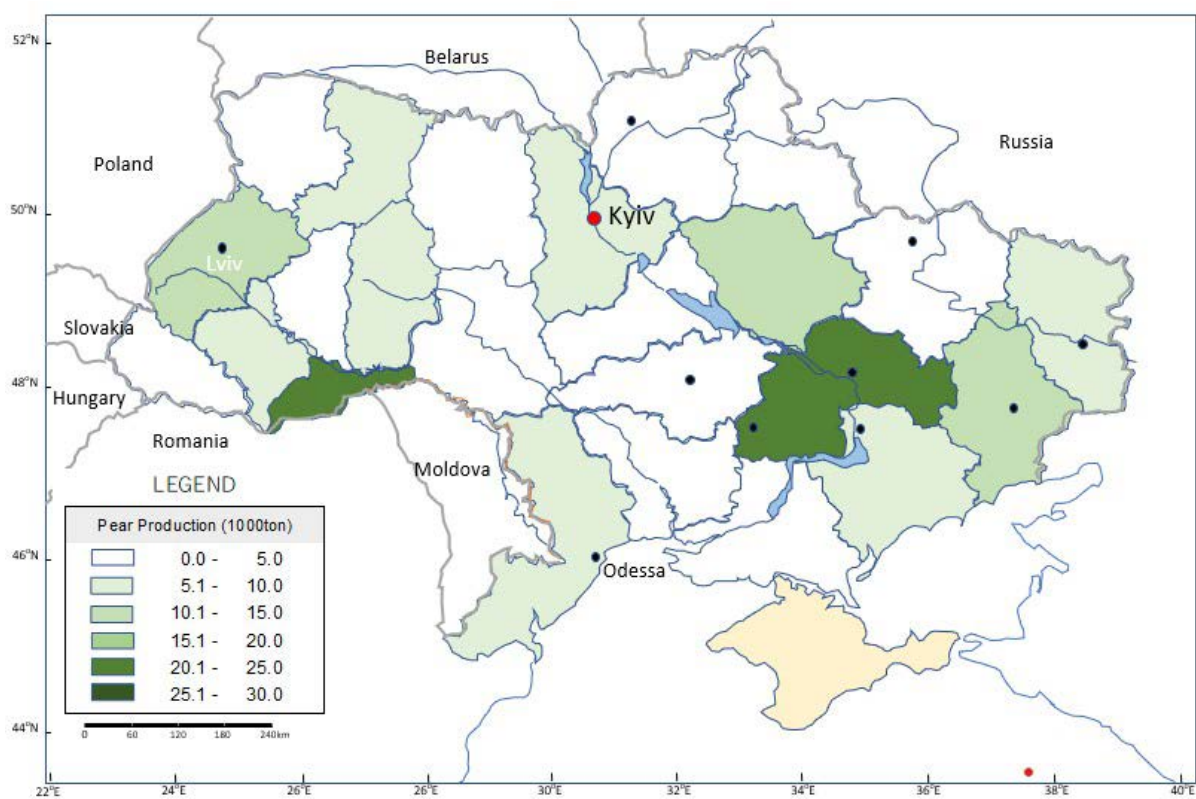 52°N
Belarus
Russia
Poland
50°N
Kyiv
Lviv
Slovakia
48°N
Hungary
Romania
Moldova
LEGEND
Pear Production (1000ton)
0.0 - 5.0
5.1 - 10.0
10.1 - 15.0
15.1 - 20.0
20.1 - 25.0
25.1 - 30.0
46°N
Odessa
44°N
0 60 120 180 240km
22°E 24°E 26°E 28°E 30°E 32°E 34°E 36°E 38°E 40°E